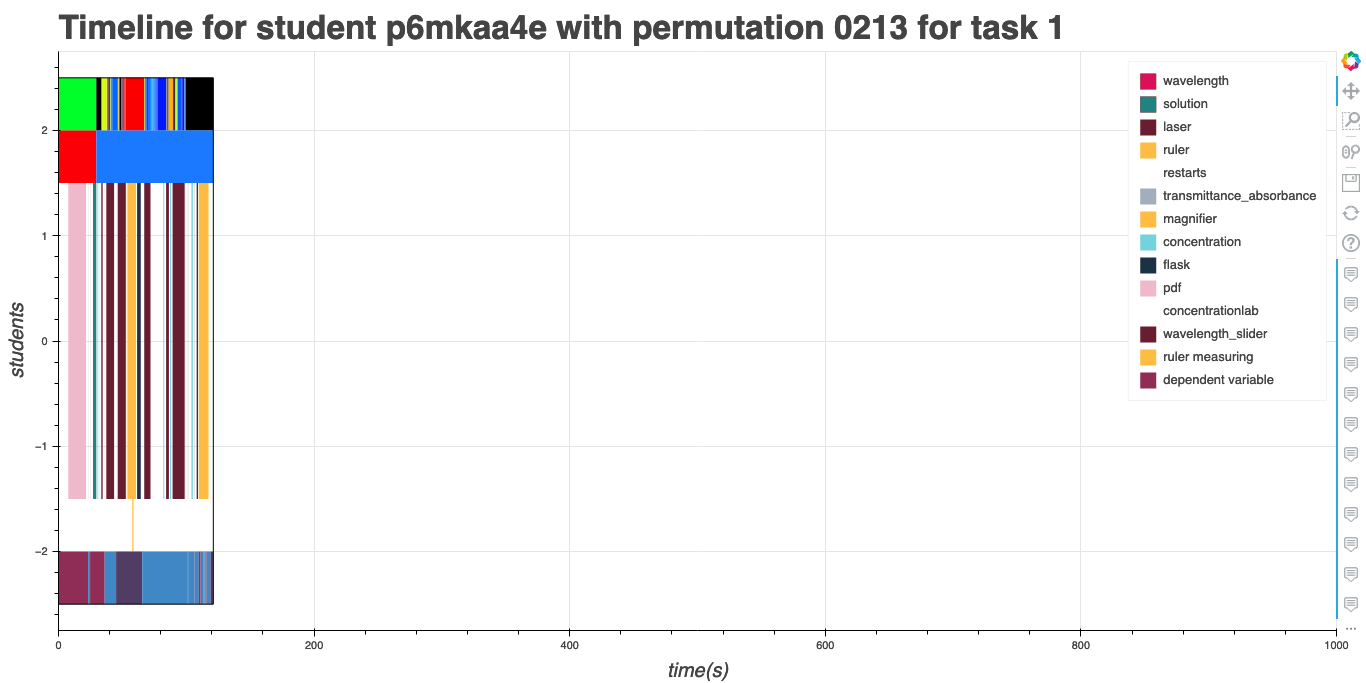 Timeline for student p6mkaa4e with permutation 0213 for task 1
wavelength
solution
laser
ruler
restarts
transmittance_absorbance
magnifier
concentration
flask
pdf
concentrationlab
wavelength_slider
ruler measuring
dependent variable
2
1
0
−1
−2
students
0 200 400 600 800 1000
time(s)